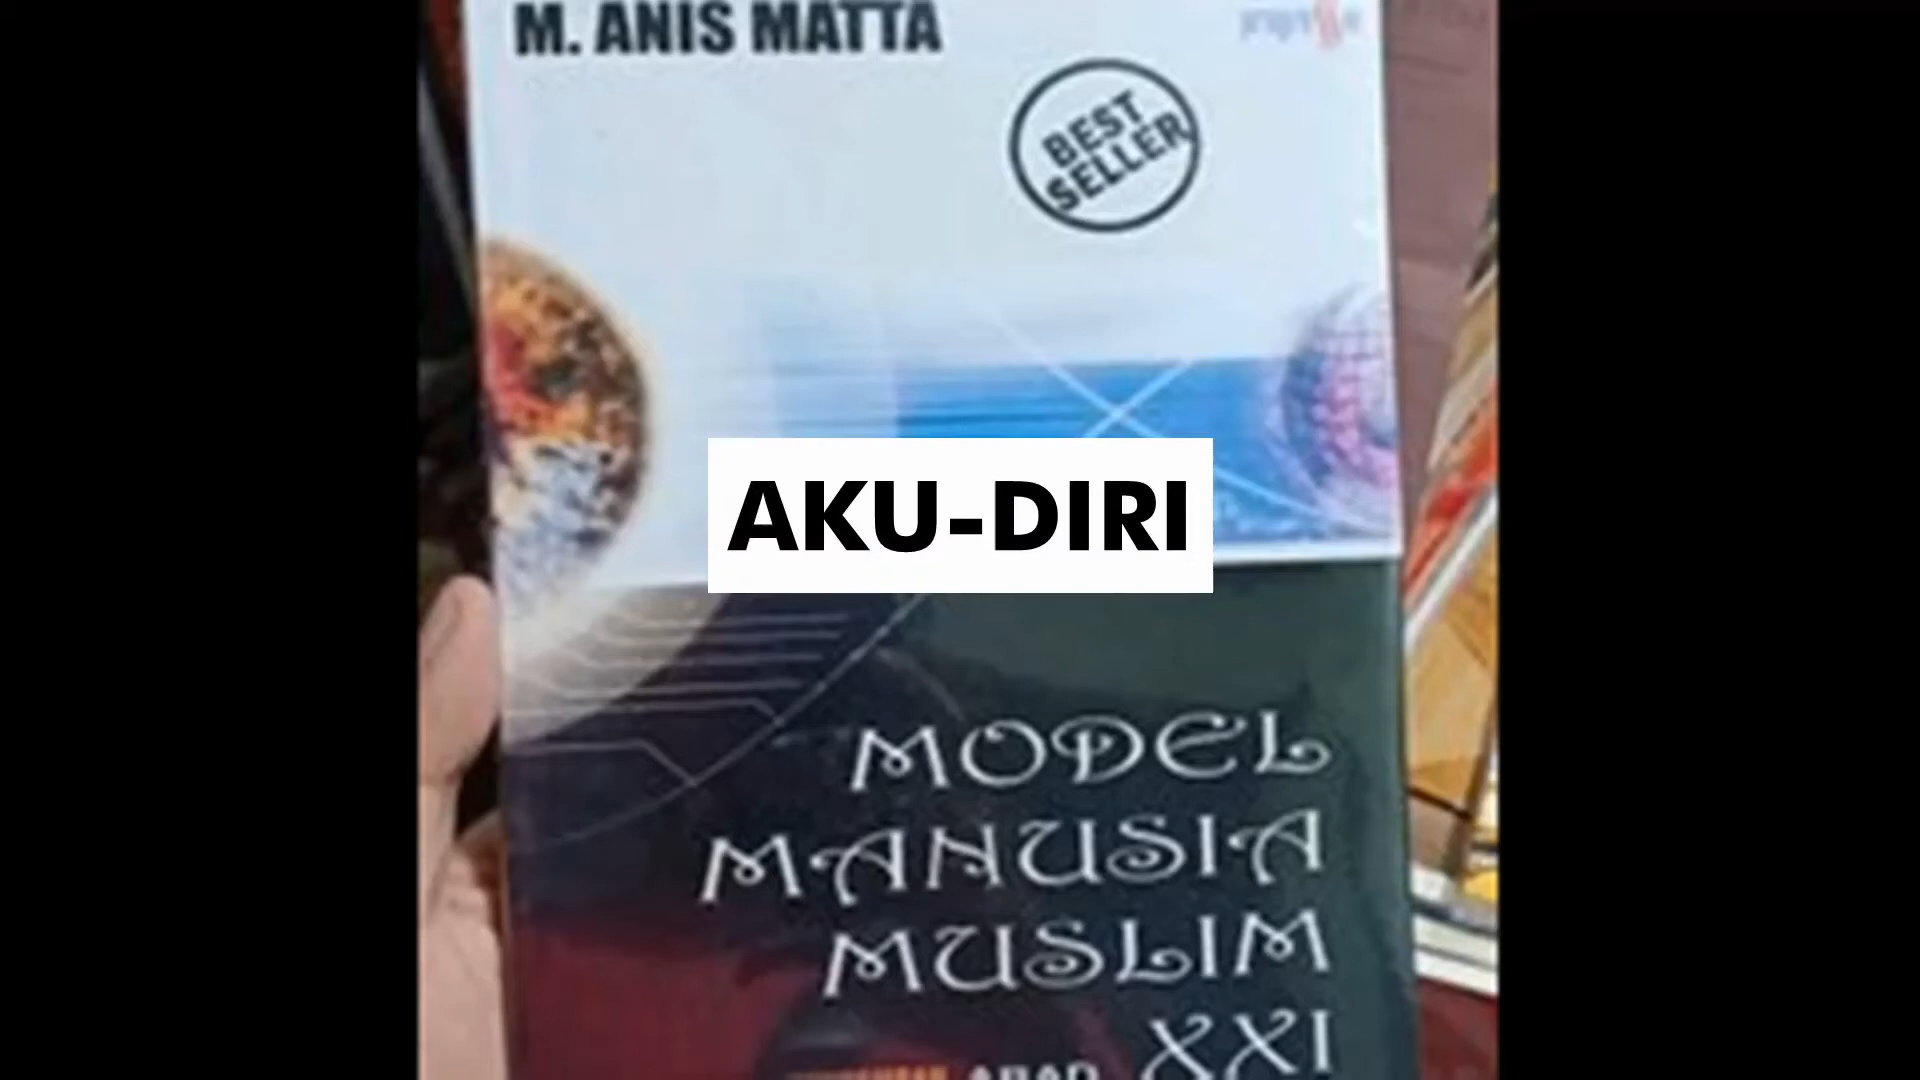 M. ANIS MATTA
BEST
SELLER
AKU-DIRI
MODEL
MANUSIA
MUSLIM
XXI